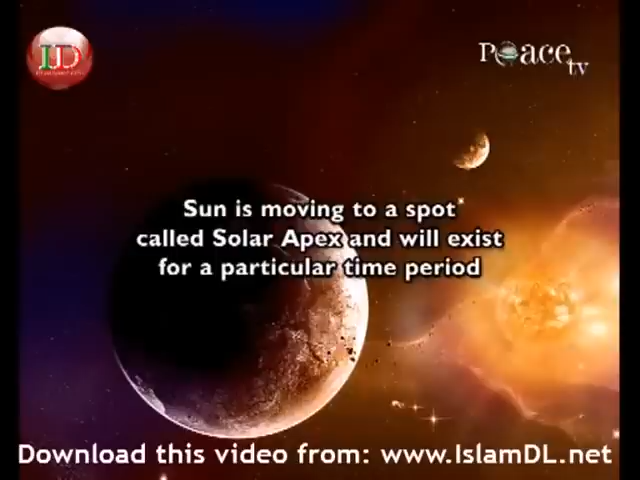 ID
Peace tv
Sun is moving to a spot
called Solar Apex and will exist
for a particular time period
Download this video from: www.IslamDL.net